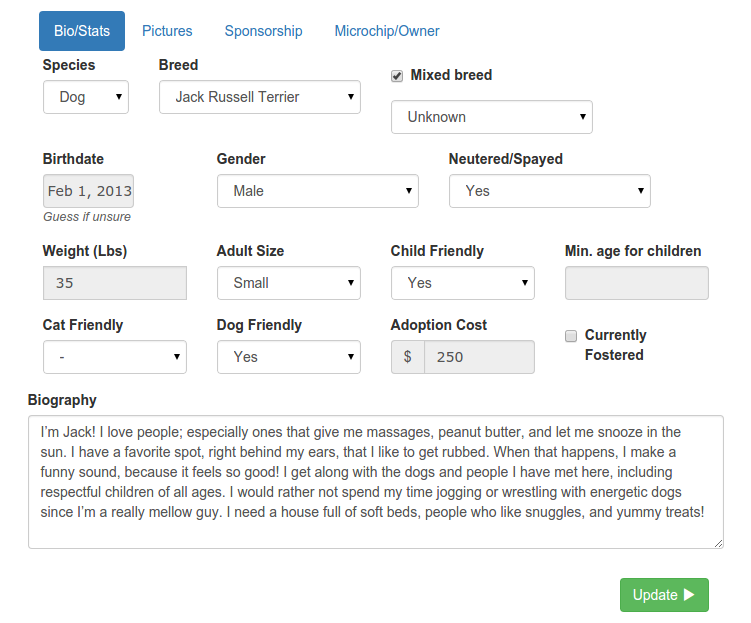 Bio/Stats Pictures Sponsorship Microchip/Owner
Species Breed Mixed breed
Dog Jack Russell Terrier
Unknown
Birthdate Gender Neutered/Spayed
Feb 1, 2013 Male Yes
Guess if unsure
Weight (Lbs) Adult Size Child Friendly Min. age for children
35 Small Yes
Cat Friendly Dog Friendly Adoption Cost Currently
Fostered
- Yes $ 250
Biography
I'm Jack! I love people; especially ones that give me massages, peanut butter, and let me snooze in the
sun. I have a favorite spot, right behind my ears, that I like to get rubbed. When that happens, I make a
funny sound, because it feels so good! I get along with the dogs and people I have met here, including
respectful children of all ages. I would rather not spend my time jogging or wrestling with energetic dogs
since I'm a really mellow guy. I need a house full of soft beds, people who like snuggles, and yummy treats!
Update